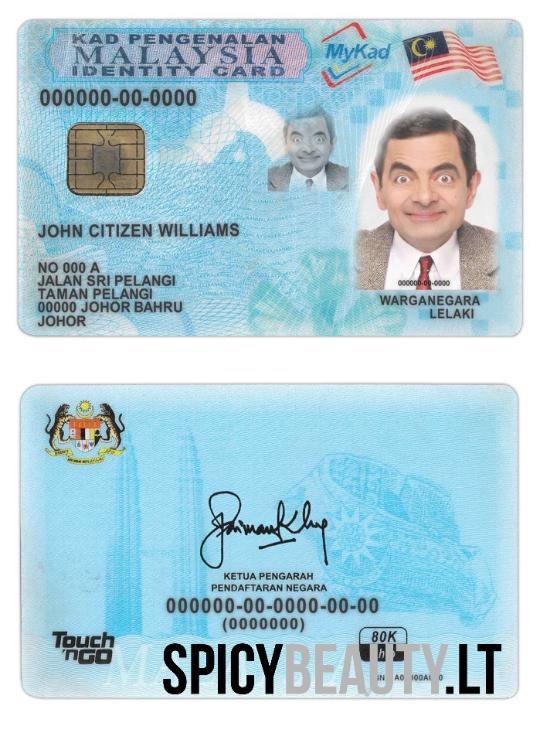 KAD PENGENALAN
MALAYSIA
IDENTITY CARD
MyKad
000000-00-0000
JOHN CITIZEN WILLIAMS
NO 000 A
JALAN SRI PELANGI
TAMAN PELANGI
00000 JOHOR BAHRU
JOHOR
000000-00-0000
WARGANEGARA
LELAKI
KETUA PENGARAH
PENDAFTARAN NEGARA
000000-00-0000-00-00
(0000000)
Touch
'nGO
80K
SPICYBEAUTY.LT